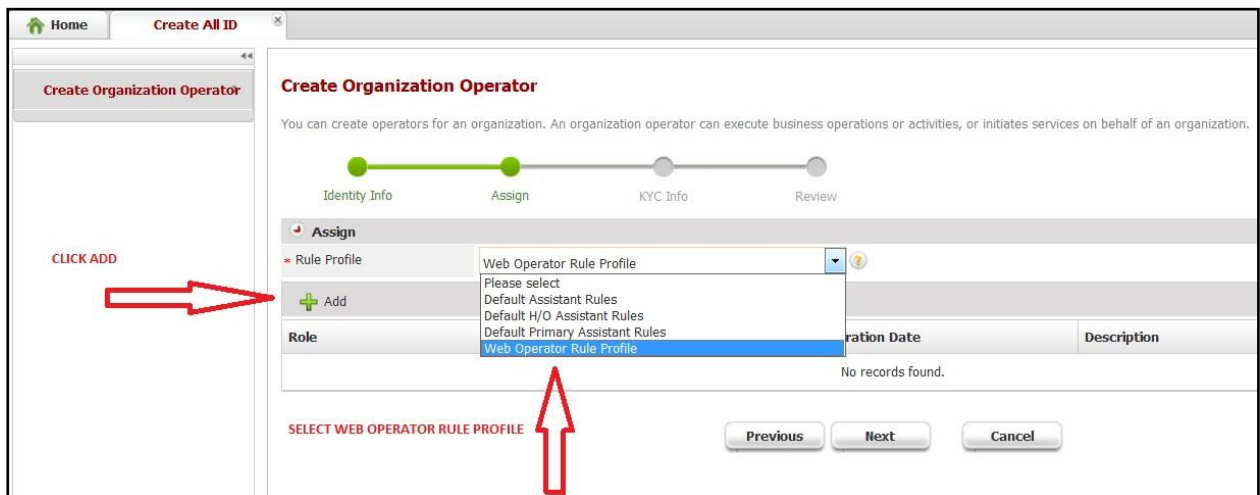 Home
Create All ID
Create Organization Operator
Create Organization Operator
You can create operators for an organization. An organization operator can execute business operations or activities, or initiates services on behalf of an organization.
Identity Info Assign KYC Info Review
Assign
CLICK ADD
* Rule Profile
Web Operator Rule Profile
Please select
Default Assistant Rules
Default H/O Assistant Rules
Default Primary Assistant Rules
Web Operator Rule Profile
Add
Role ration Date Description
No records found.
SELECT WEB OPERATOR RULE PROFILE
Previous Next Cancel